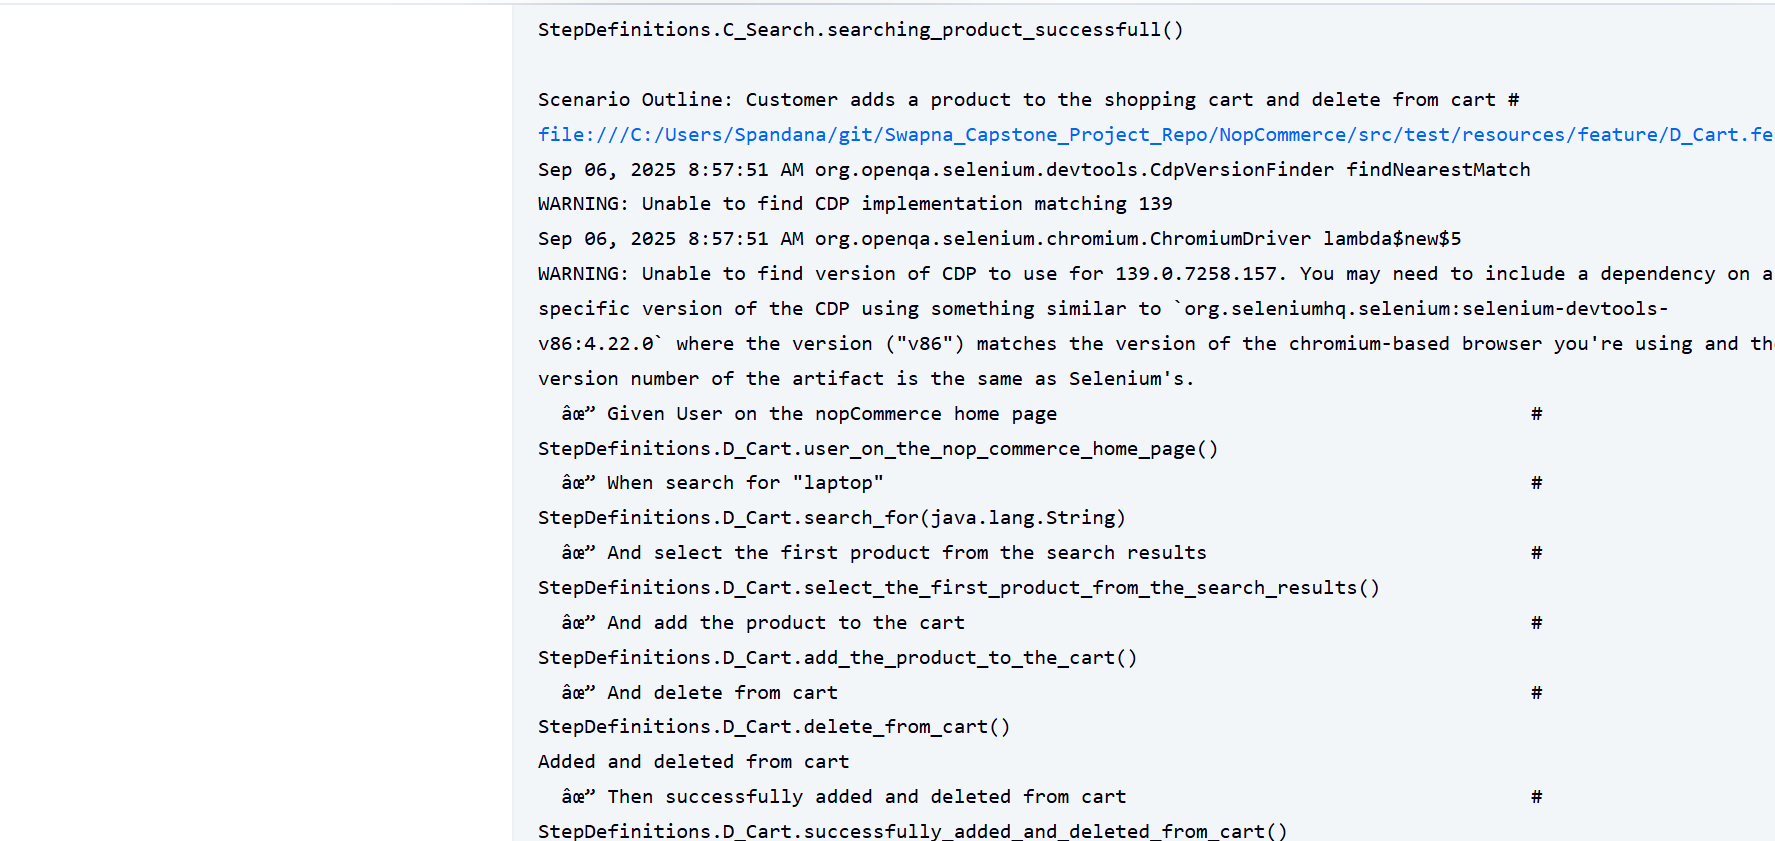 StepDefinitions.C_Search.searching_product_successfull()
Scenario Outline: Customer adds a product to the shopping cart and delete from cart #
file:///C:/Users/Spandana/git/Swapna_Capstone_Project_Repo/NopCommerce/src/test/resources/feature/D_Cart.fe
Sep 06, 2025 8:57:51 AM org.openqa.selenium.devtools.CdpVersionFinder findNearestMatch
WARNING: Unable to find CDP implementation matching 139
Sep 06, 2025 8:57:51 AM org.openqa.selenium.chromium.ChromiumDriver lambda$new$5
WARNING: Unable to find version of CDP to use for 139.0.7258.157. You may need to include a dependency on a
specific version of the CDP using something similar to `org.seleniumhq.selenium:selenium-devtools-
v86:4.22.0` where the version ("v86") matches the version of the chromium-based browser you're using and th
version number of the artifact is the same as Selenium's.
âœ” Given User on the nopCommerce home page #
StepDefinitions.D_Cart.user_on_the_nop_commerce_home_page()
âœ” When search for "laptop" #
StepDefinitions.D_Cart.search_for(java.lang.String)
âœ” And select the first product from the search results #
StepDefinitions.D_Cart.select_the_first_product_from_the_search_results()
âœ” And add the product to the cart #
StepDefinitions.D_Cart.add_the_product_to_the_cart()
âœ” And delete from cart #
StepDefinitions.D_Cart.delete_from_cart()
Added and deleted from cart
âœ” Then successfully added and deleted from cart #
StepDefinitions.D_Cart.successfully_added_and_deleted_from_cart()